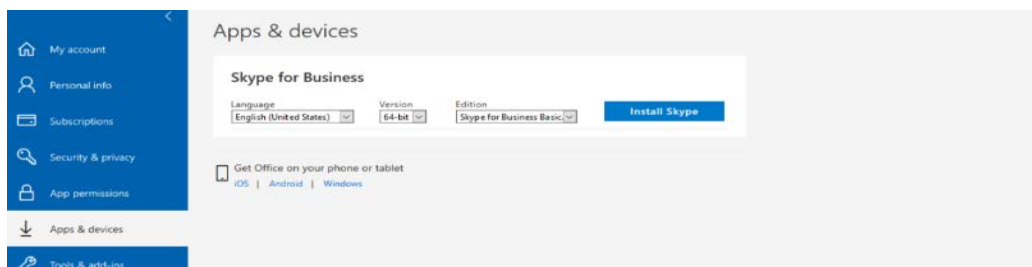 My account
Personal info
Subscriptions
Security & privacy
App permissions
Apps & devices
Tools & add-ins
Apps & devices
Skype for Business
Language Version Edition
English (United States) 64-bit Skype for Business Basic. Install Skype
Get Office on your phone or tablet
iOS | Android | Windows